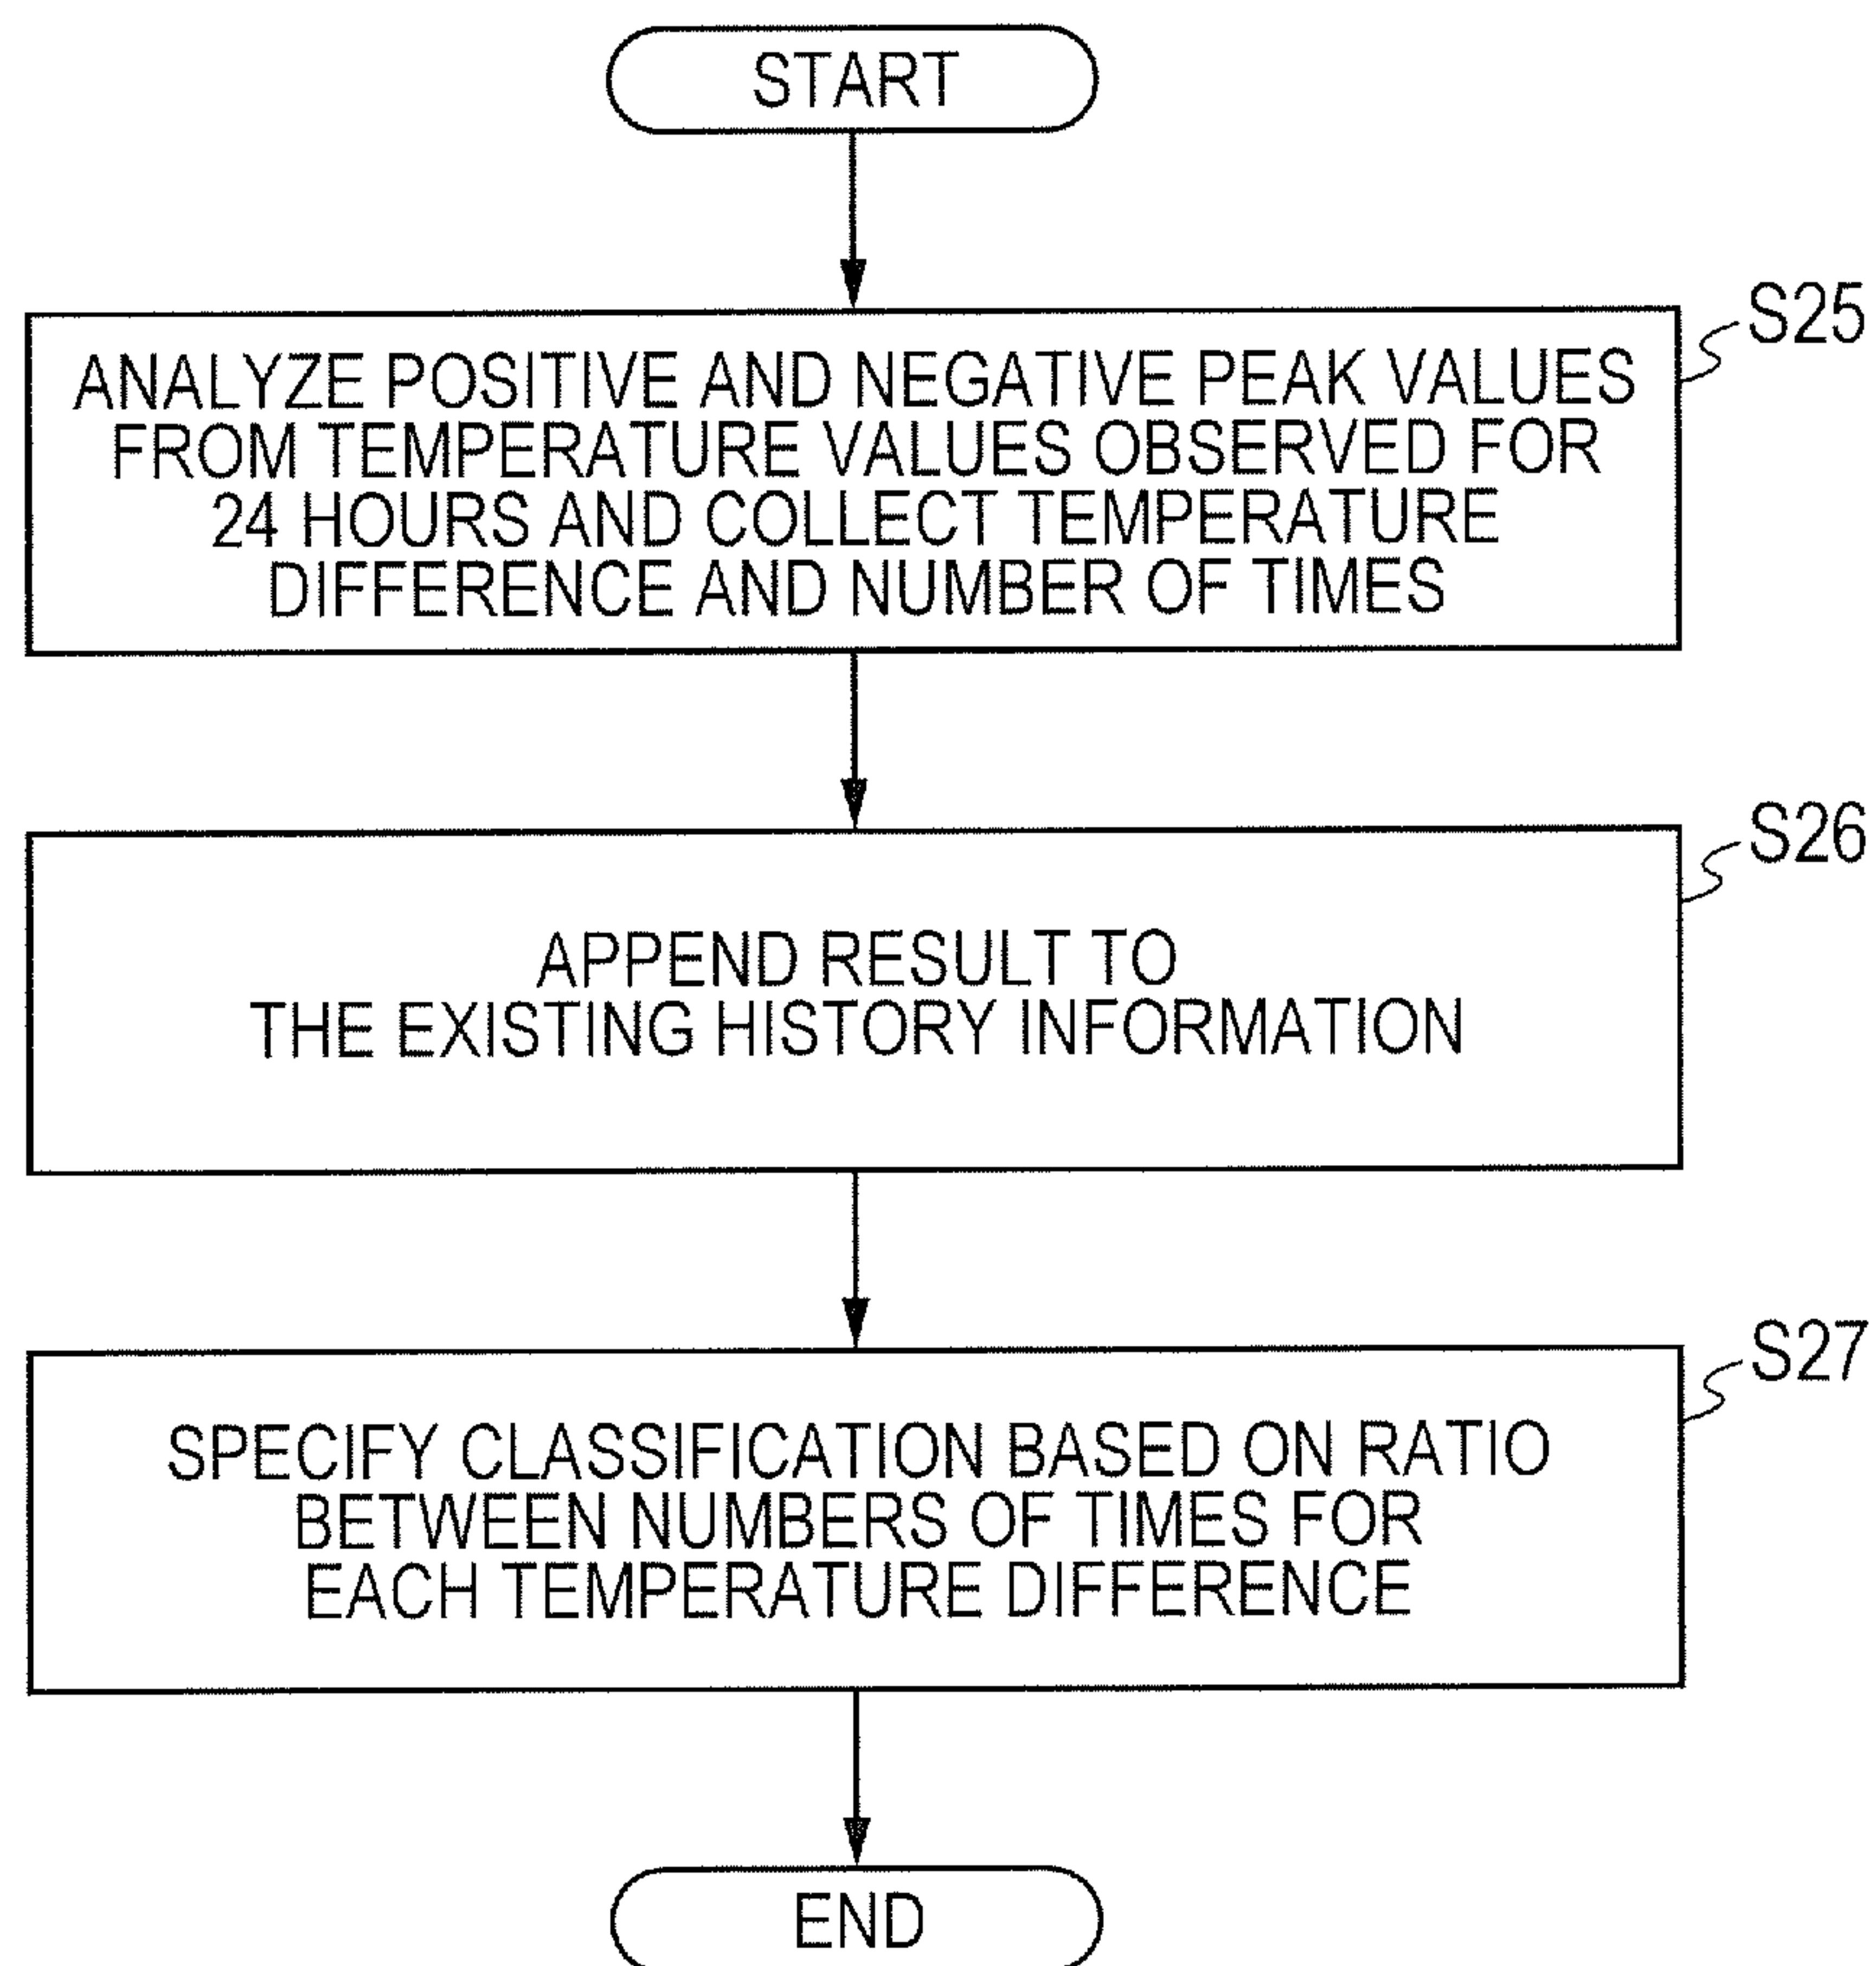 START
S25
ANALYZE POSITIVE AND NEGATIVE PEAK VALUES
FROM TEMPERATURE VALUES OBSERVED FOR
24 HOURS AND COLLECT TEMPERATURE
DIFFERENCE AND NUMBER OF TIMES
S26
APPEND RESULT TO
THE EXISTING HISTORY INFORMATION
S27
SPECIFY CLASSIFICATION BASED ON RATIO
BETWEEN NUMBERS OF TIMES FOR
EACH TEMPERATURE DIFFERENCE
END